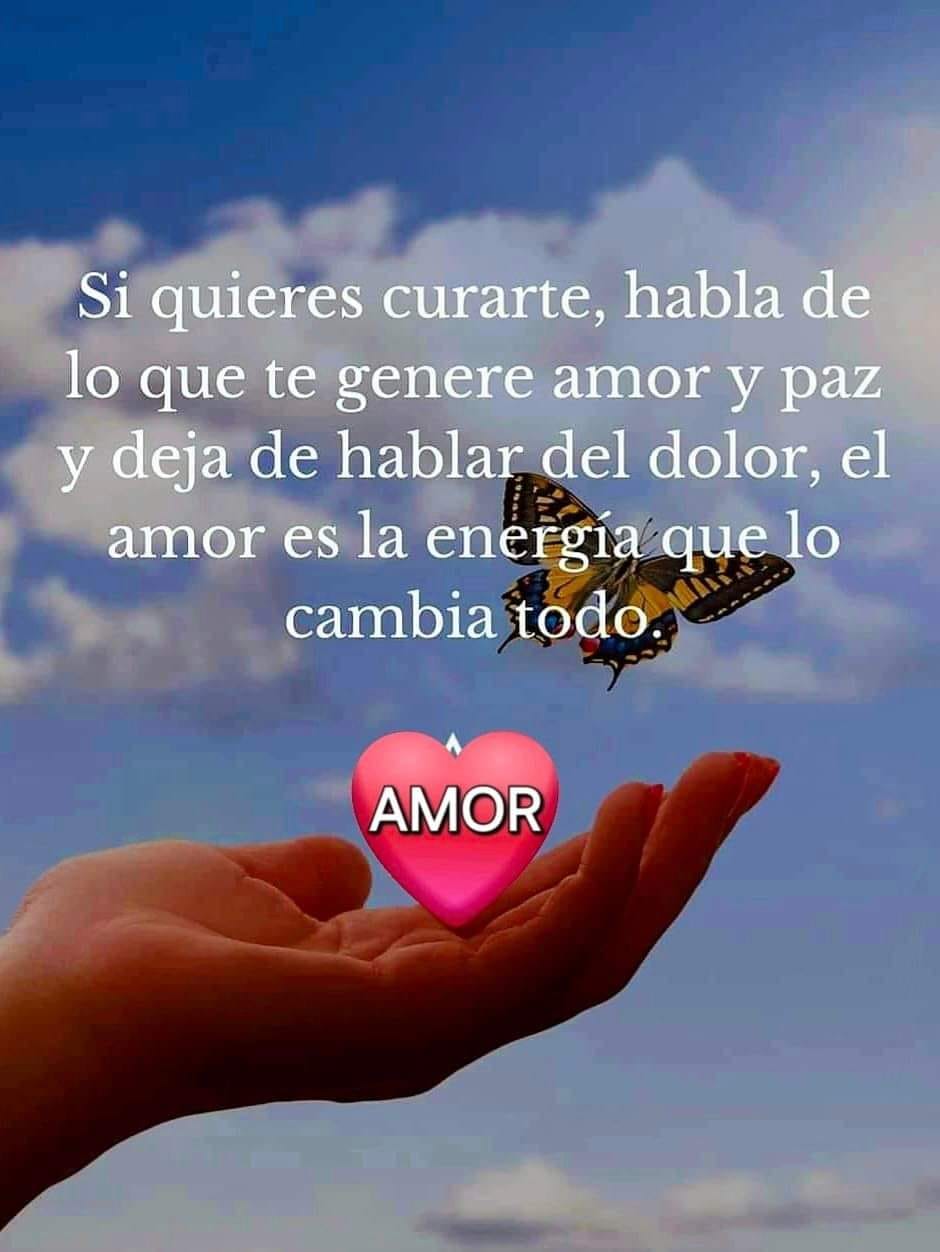 Si quieres curarte, habla de
lo que te genere amor y paz
y deja de hablar del dolor, el
amor es la energía que lo
cambia todo.
AMOR